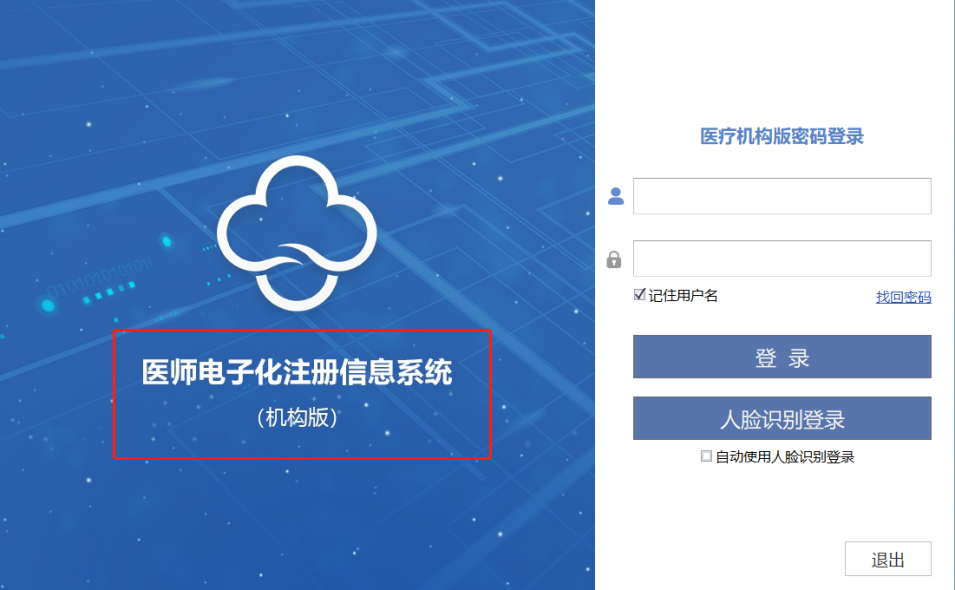 医师电子化注册信息系统
（机构版）
医疗机构版密码登录
记住用户名
找回密码
登 录
人脸识别登录
自动使用人脸识别登录
退出